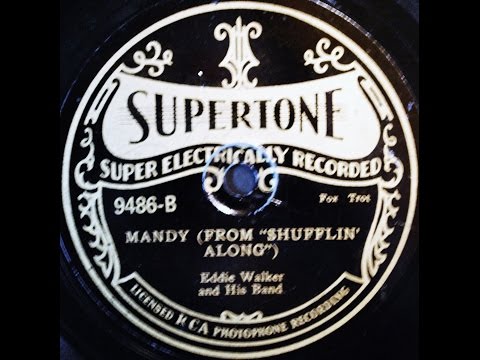 SUPERTONE
SUPER ELECTRICALLY RECORDED
9486-B
Fox Trot
MANDY (FROM "SHUFFLIN'
ALONG")
Eddie Walker
and His Band
LICENSED RCA PHOTOPHONE RECORDING